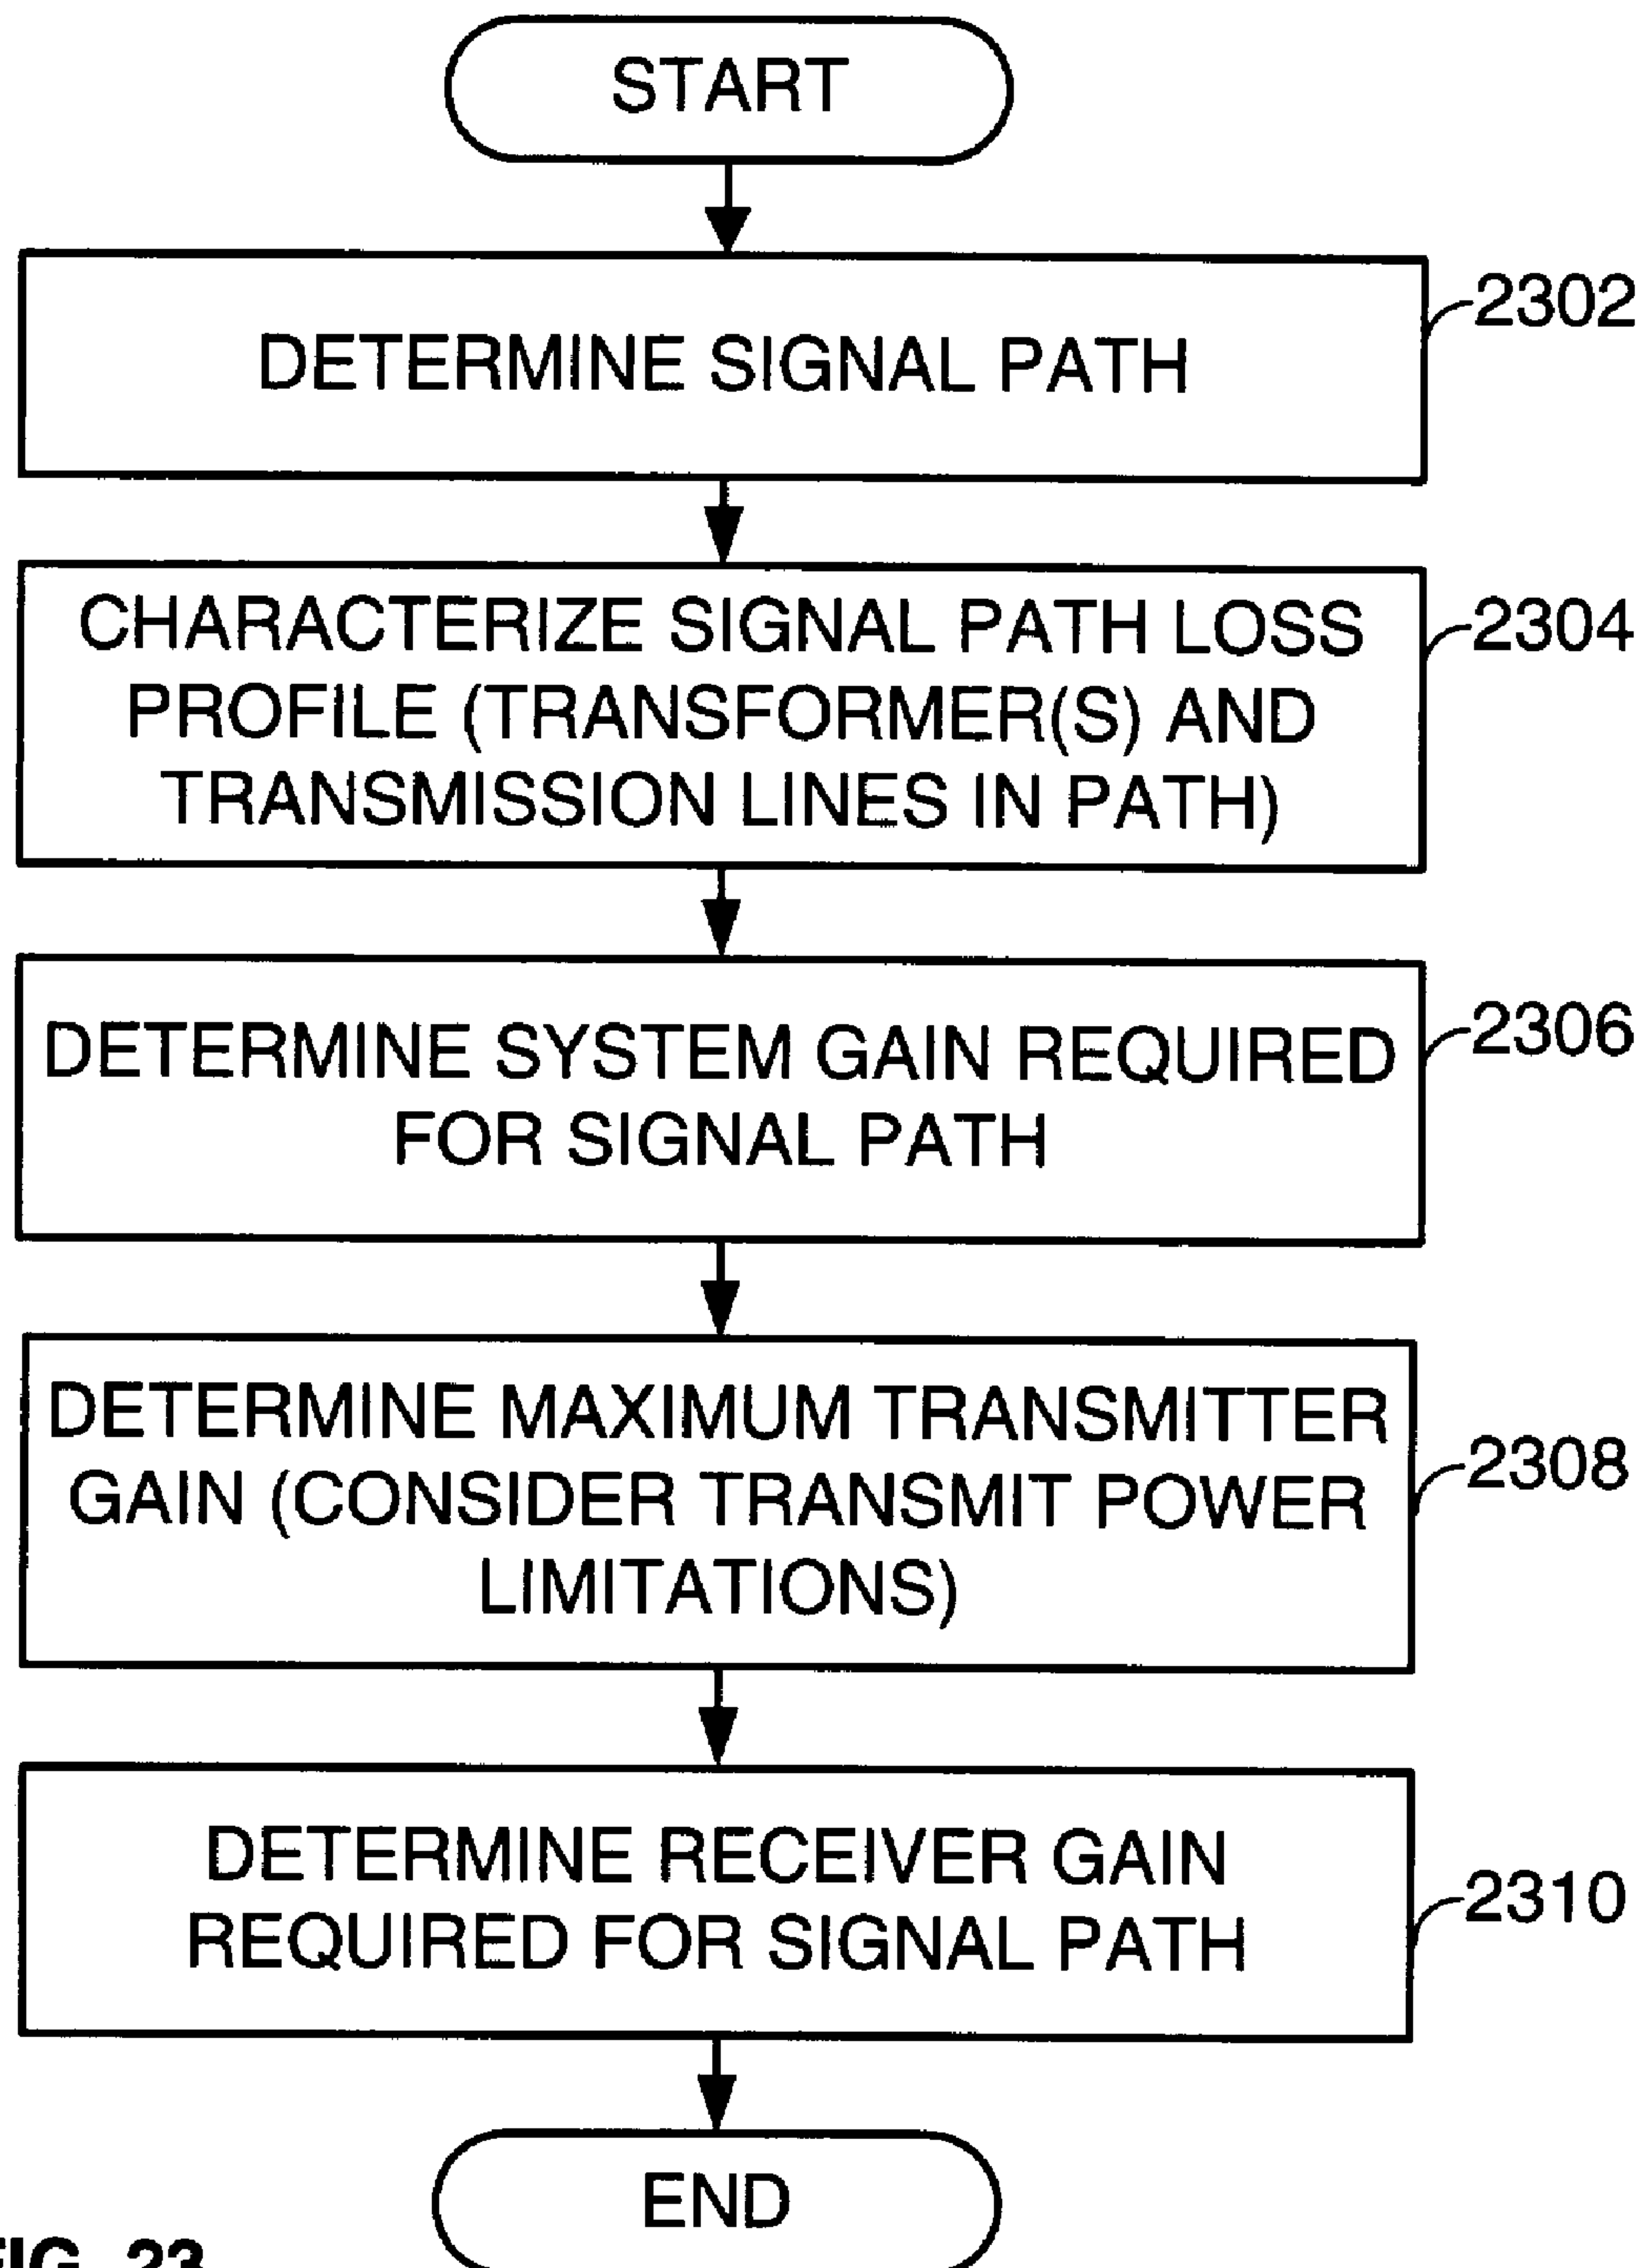 START
DETERMINE SIGNAL PATH
2302
CHARACTERIZE SIGNAL PATH LOSS
PROFILE (TRANSFORMER(S) AND
TRANSMISSION LINES IN PATH)
2304
DETERMINE SYSTEM GAIN REQUIRED
FOR SIGNAL PATH
2306
DETERMINE MAXIMUM TRANSMITTER
GAIN (CONSIDER TRANSMIT POWER
LIMITATIONS)
2308
DETERMINE RECEIVER GAIN
REQUIRED FOR SIGNAL PATH
2310
END
FIG. 23